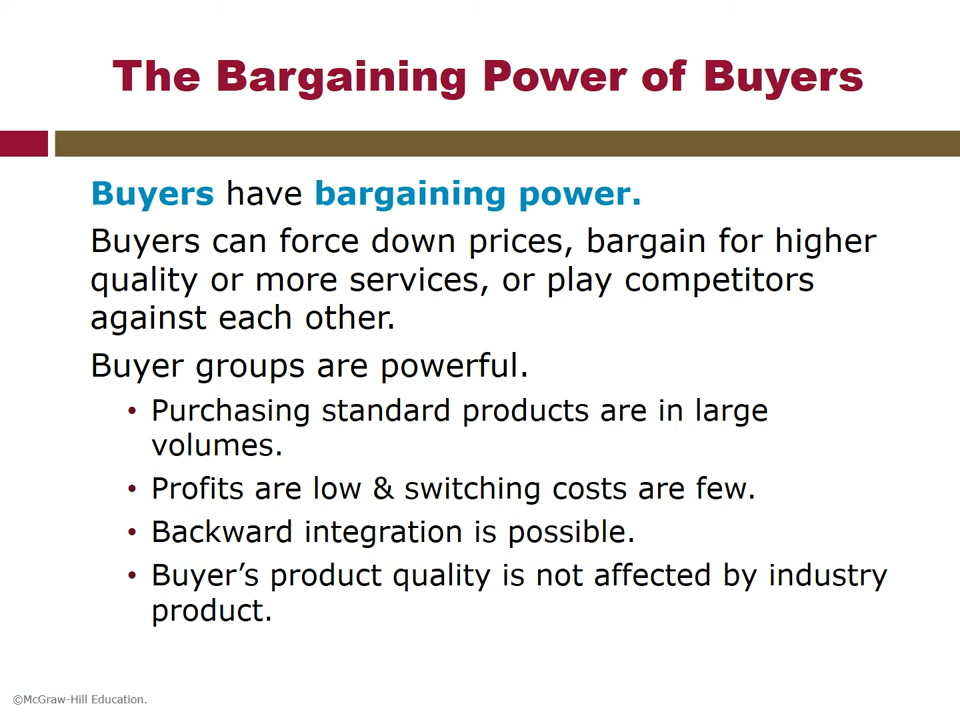 The Bargaining Power of Buyers
Buyers have bargaining power.
Buyers can force down prices, bargain for higher
quality or more services, or play competitors
against each other.
Buyer groups are powerful.
• Purchasing standard products are in large
volumes.
• Profits are low & switching costs are few.
• Backward integration is possible.
• Buyer’s product quality is not affected by industry
product.
©McGraw-Hill Education.